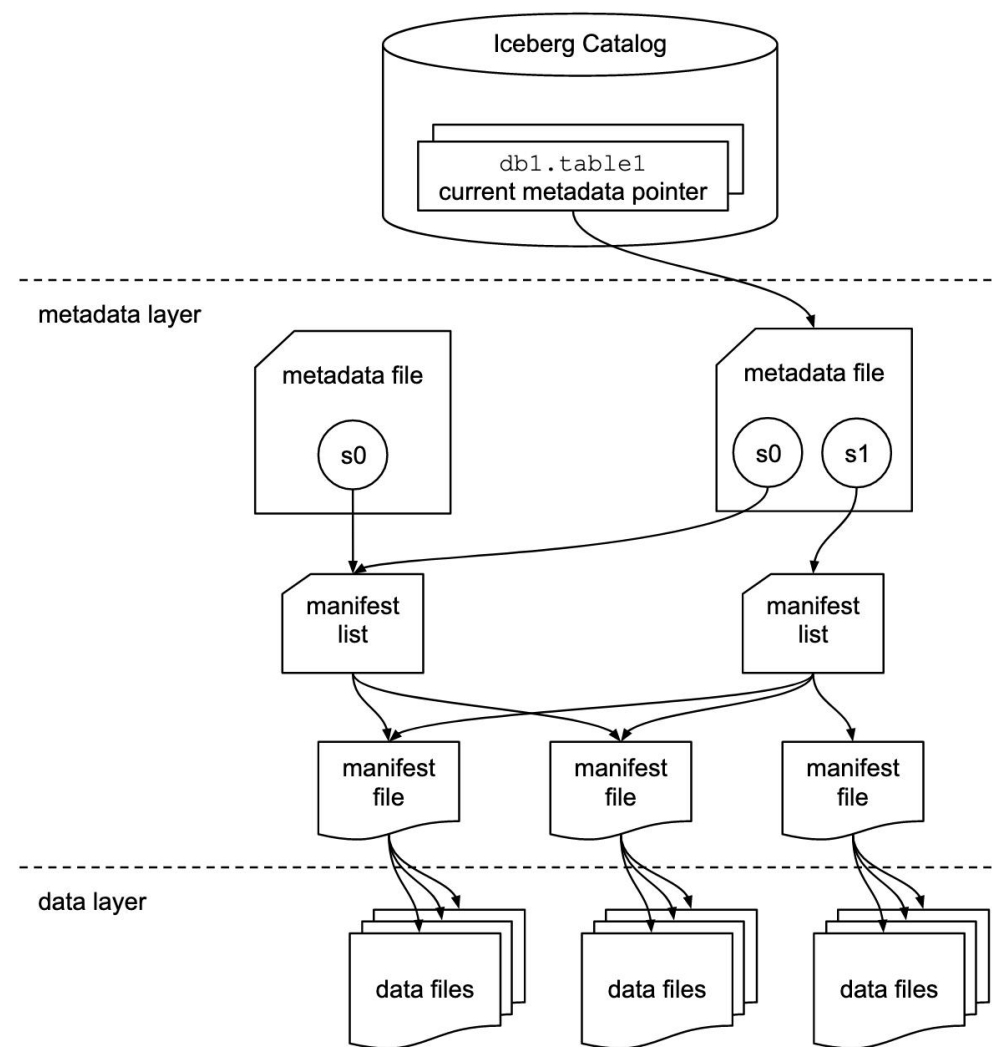 Iceberg Catalog
db1.table1
current metadata pointer
metadata layer
metadata file
s0
metadata file
s0
s1
manifest
list
manifest
list
manifest
file
manifest
file
manifest
file
data layer
data files
data files
data files